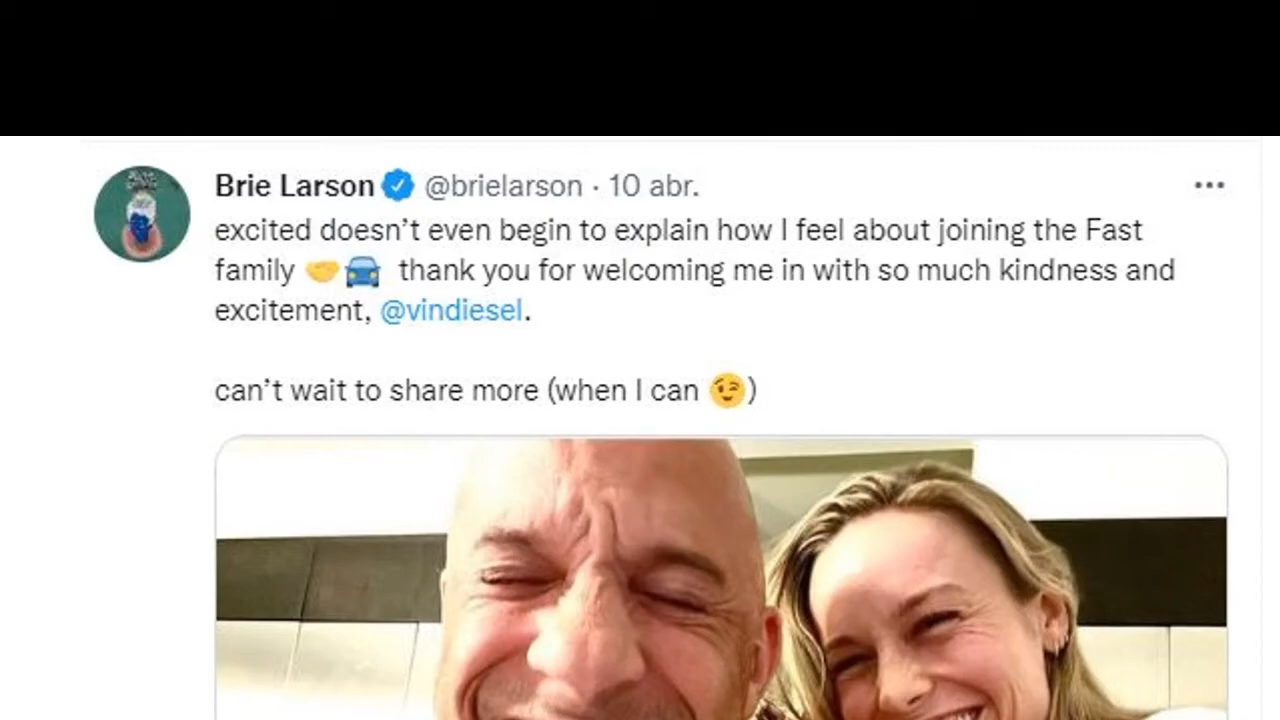 Brie Larson @brielarson · 10 abr.
excited doesn’t even begin to explain how I feel about joining the Fast
family 🤝🚘 thank you for welcoming me in with so much kindness and
excitement, @vindiesel.
can’t wait to share more (when I can 😉)